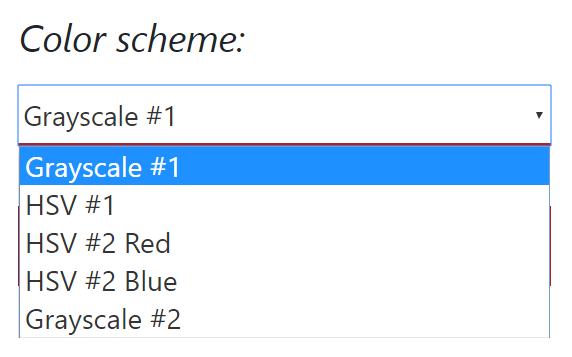 Color scheme:
Grayscale #1
Grayscale #1
HSV #1
HSV #2 Red
HSV #2 Blue
Grayscale #2